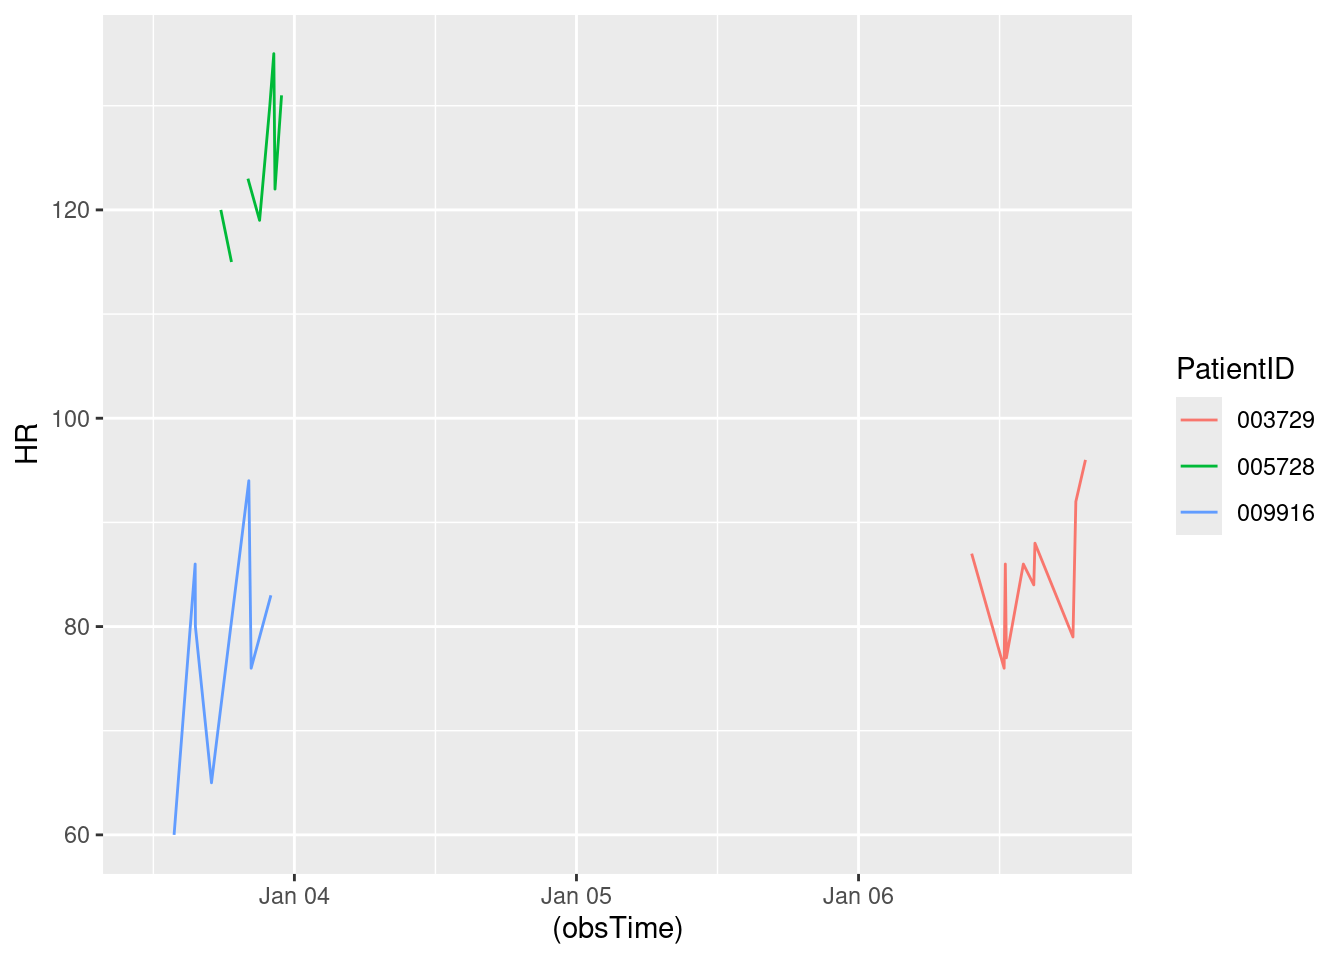 HR
120
100
80
60
Jan 04
Jan 05
Jan 06
(obsTime)
PatientID
003729
005728
009916